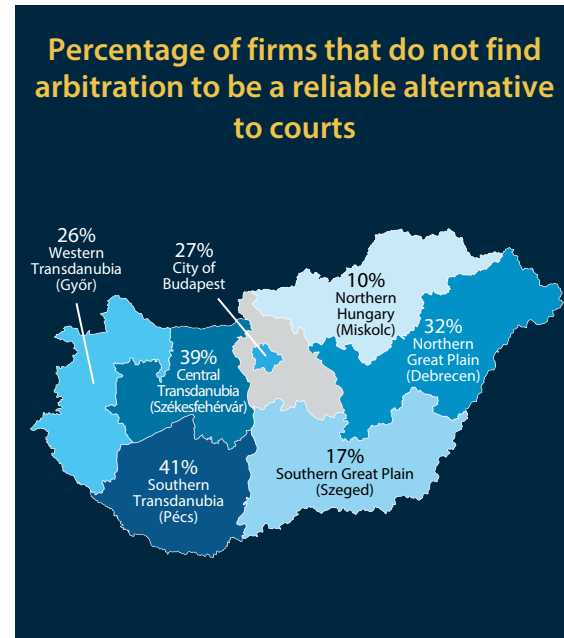 Percentage of firms that do not find
arbitration to be a reliable alternative
to courts
26%
Western
Transdanubia
(Győr)
27%
City of
Budapest
10%
Northern
Hungary
(Miskolc)
32%
Northern
Great Plain
(Debrecen)
39%
Central
Transdanubia
(Székesfehérvár)
17%
Southern Great Plain
(Szeged)
41%
Southern
Transdanubia
(Pécs)